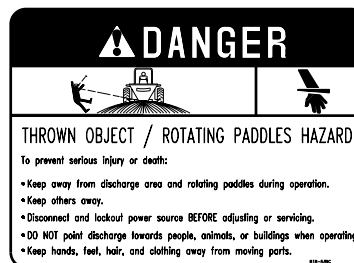 DANGER
THROWN OBJECT / ROTATING PADDLES HAZARD
To prevent serious injury or death:
• Keep away from discharge area and rotating paddles during operation.
• Keep others away.
• Disconnect and lockout power source BEFORE adjusting or servicing.
• DO NOT point discharge towards people, animals, or buildings when operating
• Keep hands, feet, hair, and clothing away from moving parts.